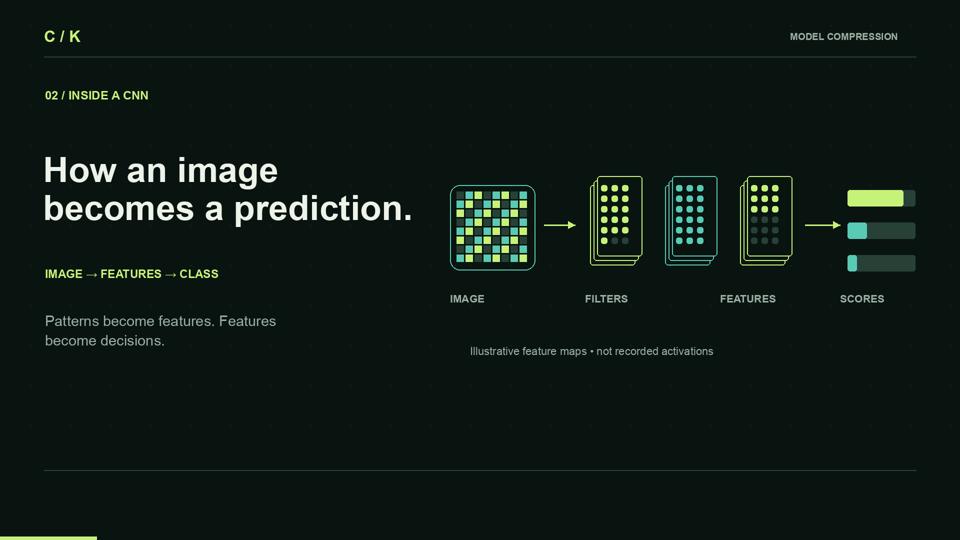 C / K
MODEL COMPRESSION
02 / INSIDE A CNN
How an image
becomes a prediction.
IMAGE → FEATURES → CLASS
Patterns become features. Features
become decisions.
IMAGE
FILTERS
FEATURES
SCORES
Illustrative feature maps • not recorded activations